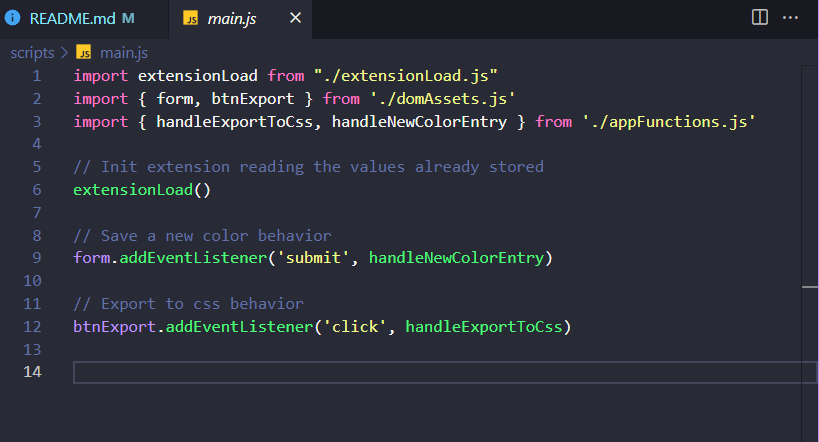 README.md M
JS main.js
scripts > JS main.js
1 import extensionLoad from "./extensionLoad.js"
2 import { form, btnExport } from './domAssets.js'
3 import { handleExportToCss, handleNewColorEntry } from './appFunctions.js'
4
5 // Init extension reading the values already stored
6 extensionLoad()
7
8 // Save a new color behavior
9 form.addEventListener('submit', handleNewColorEntry)
10
11 // Export to css behavior
12 btnExport.addEventListener('click', handleExportToCss)
13
14